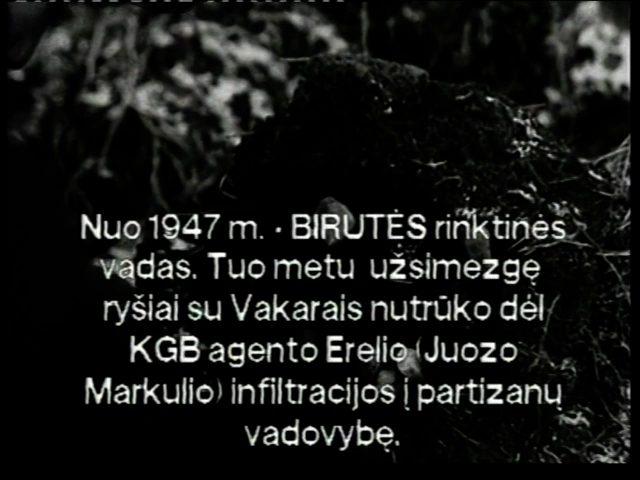 Nuo 1947 m. · BIRUTĖS rinktinės
vadas. Tuo metu užsimezgę
ryšiai su Vakarais nutrūko dėl
KGB agento Erelio (Juozo
Markulio) infiltracijos į partizanų
vadovybę.